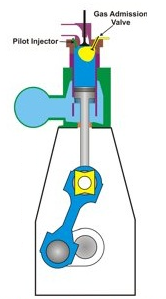 Gas Admission
Valve
Pilot Injector